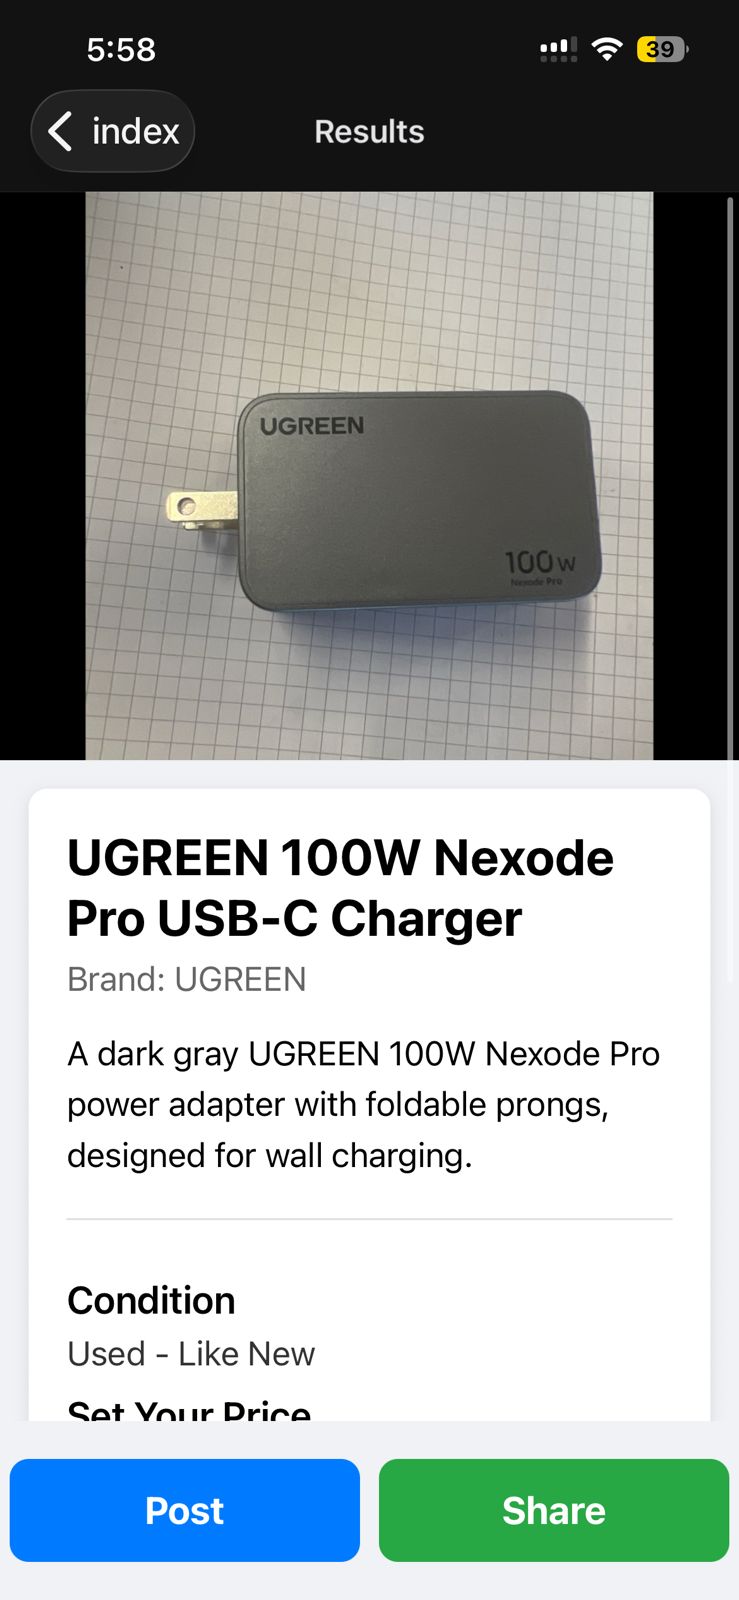 5:58
39
index
Results
UGREEN
100w
Nexode Pro
UGREEN 100W Nexode
Pro USB-C Charger
Brand: UGREEN
A dark gray UGREEN 100W Nexode Pro
power adapter with foldable prongs,
designed for wall charging.
Condition
Used - Like New
Set Your Price
Post
Share